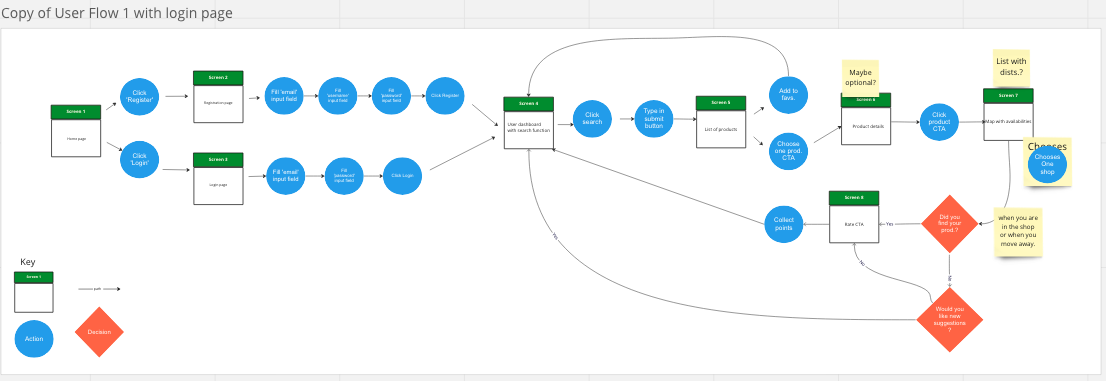 Copy of User Flow 1 with login page
Screen 1
Home page
Click
'Register'
Click
'Login'
Screen 2
Registration page
Fill 'email'
input field
Fill
'username'
input field
Fill
'password'
input field
Click Register
Screen 3
Login page
Fill 'email'
input field
Fill
'password'
input field
Click Login
Screen 4
User dashboard
with search function
Click
search
Type in
submit
button
Screen 5
List of products
Add to
favs.
Choose
one prod.
CTA
Maybe
optional?
Screen 6
Product details
Click
product
CTA
List with
dists.?
Screen 7
Map with availabilities
Chooses
Chooses
One
shop
when you are
in the shop
or when you
move away.
Did you
find your
prod.?
Yes
Screen 8
Rate CTA
Collect
points
No
Would you
like new
suggestions
?
No
Yes
Key
Screen 1
path
Action
Decision